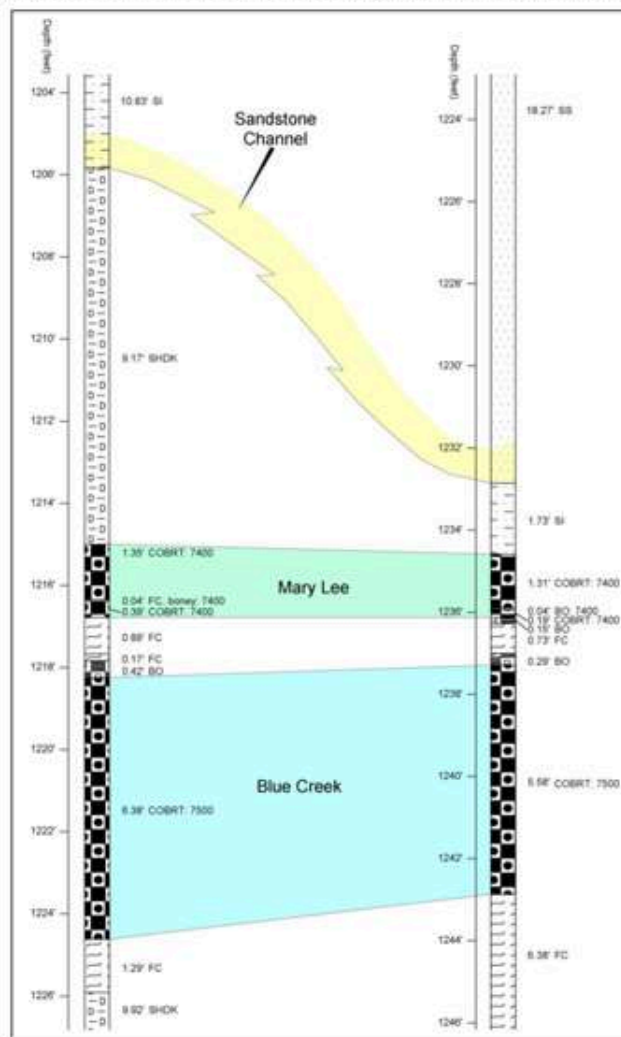 Depth (feet)
1204'
1206'
1208'
1210'
1212'
1214'
1216'
1218'
1220'
1222'
1224'
1226'
10.83' SI
9.17' SHDK
1.35' COBRT: 7400
0.04' FC, boney: 7400
0.39' COBRT: 7400
0.88' FC
0.17' FC
0.42' BO
6.38' COBRT: 7500
1.29' FC
9.92' SHDK
Sandstone
Channel
Mary Lee
Blue Creek
Depth (feet)
1224'
1226'
1228'
1230'
1232'
1234'
1236'
1238'
1240'
1242'
1244'
1246'
18.27' SS
1.73' SI
1.31' COBRT: 7400
0.04' BO: 7400
0.19' COBRT: 7400
0.15' BO
0.73' FC
0.29' BO
COBRT: 7500
6.38' FC